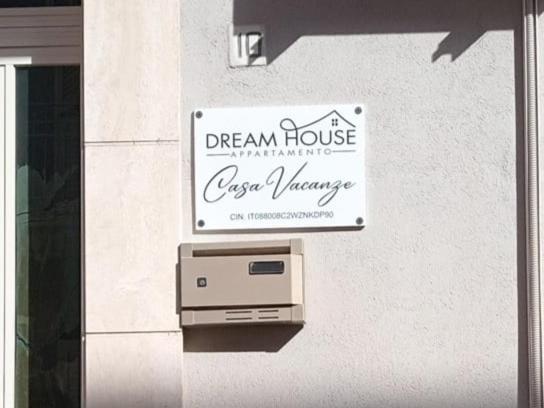 10
DREAM HOUSE
APPARTAMENTO
Casa Vacanze
CIN. IT088008C2WZNKDP90